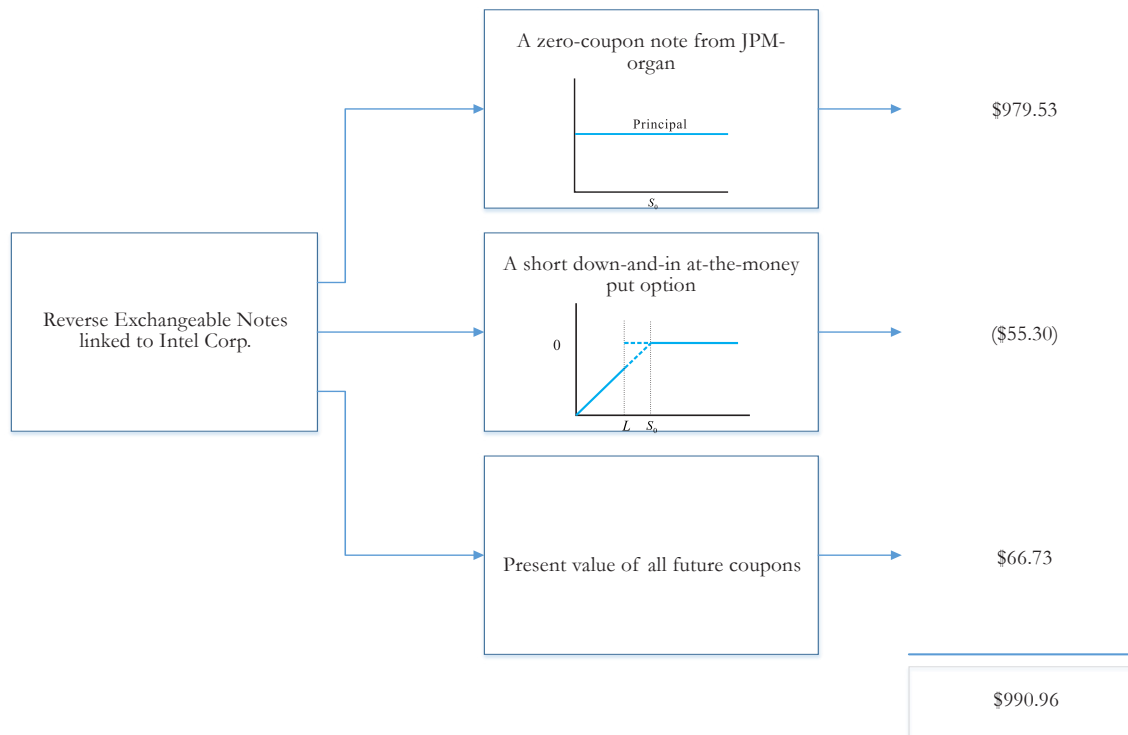 A zero-coupon note from JPM-
organ
Principal
S₀
$979.53
Reverse Exchangeable Notes
linked to Intel Corp.
A short down-and-in at-the-money
put option
0
L S₀
($55.30)
Present value of all future coupons
$66.73
$990.96